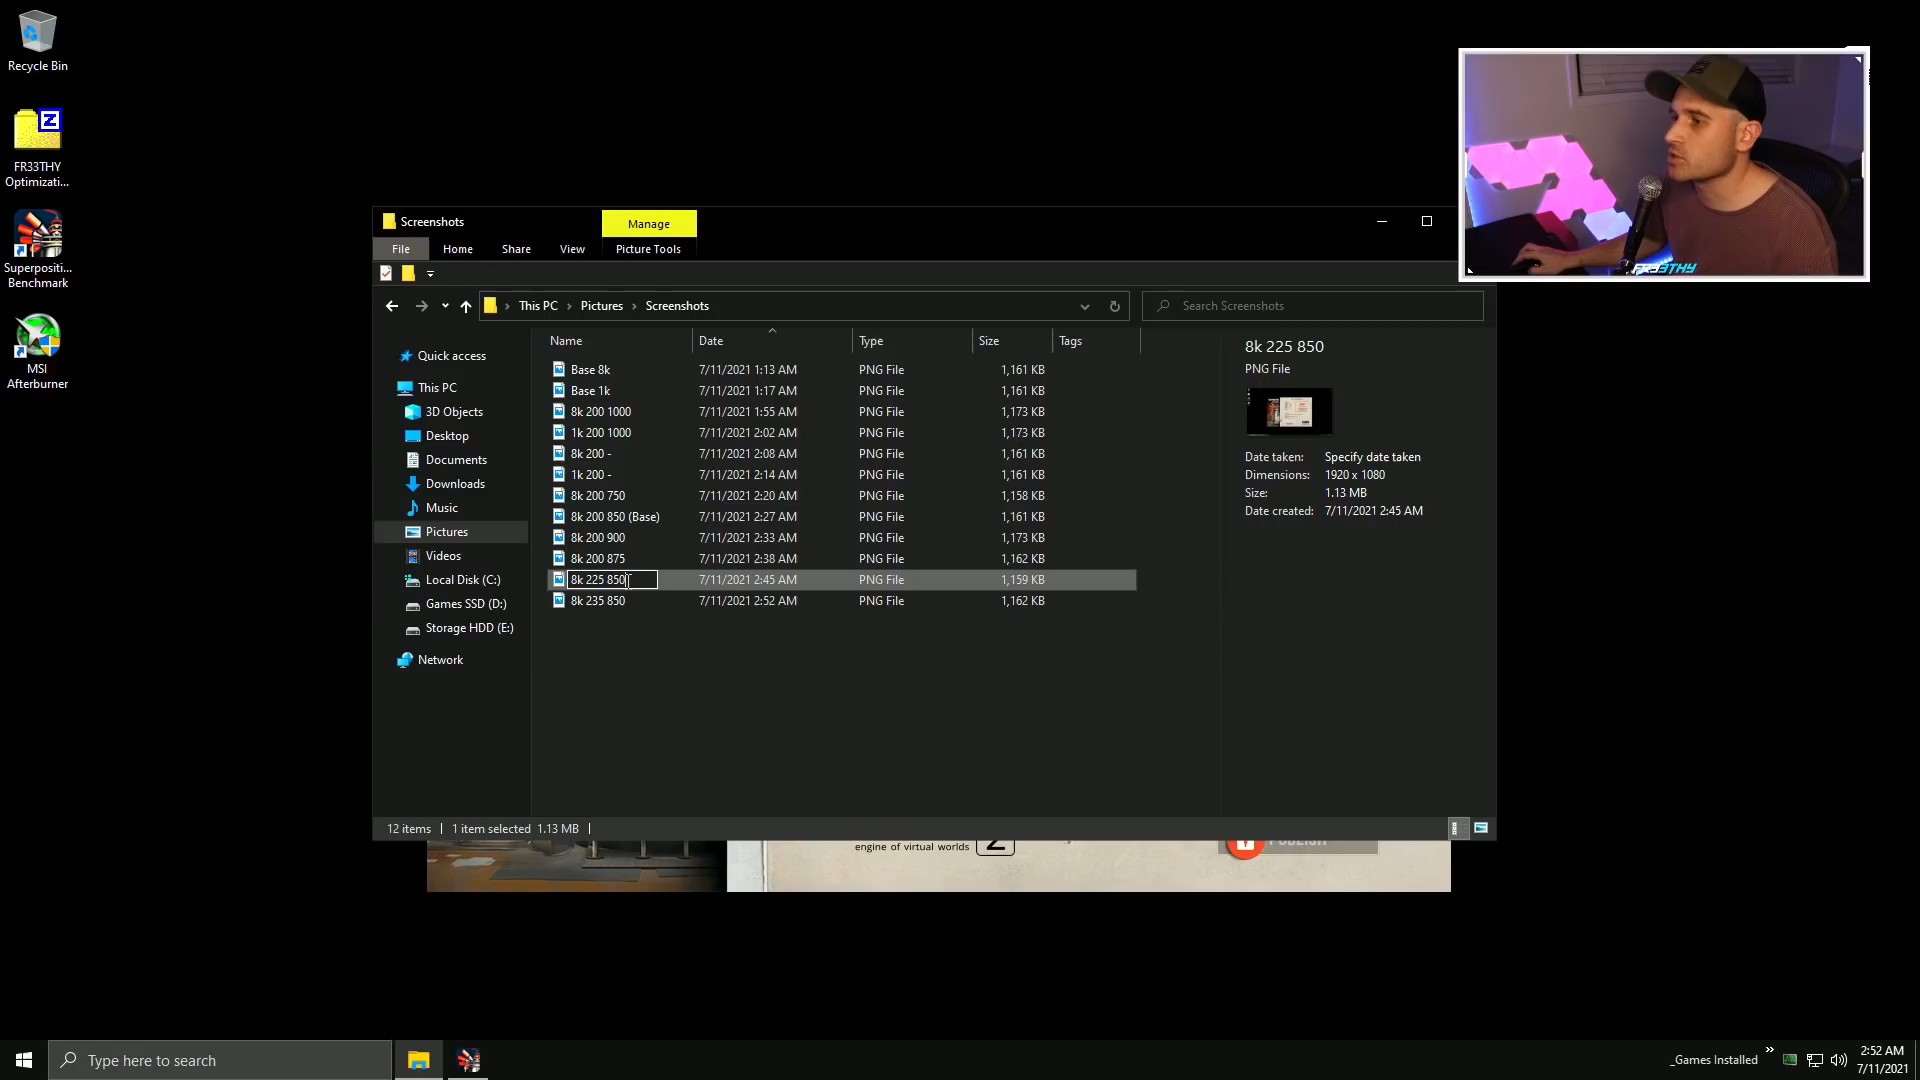 Recycle Bin
FR33THY
Optimizati...
Superpositi...
Benchmark
MSI
Afterburner
Screenshots
Manage
File
Home
Share
View
Picture Tools
This PC
Pictures
Screenshots
Search Screenshots
Quick access
This PC
3D Objects
Desktop
Documents
Downloads
Music
Pictures
Videos
Local Disk (C:)
Games SSD (D:)
Storage HDD (E:)
Network
Name Date Type Size Tags
Base 8k 7/11/2021 1:13 AM PNG File 1,161 KB
Base 1k 7/11/2021 1:17 AM PNG File 1,161 KB
8k 200 1000 7/11/2021 1:55 AM PNG File 1,173 KB
1k 200 1000 7/11/2021 2:02 AM PNG File 1,173 KB
8k 200 - 7/11/2021 2:08 AM PNG File 1,161 KB
1k 200 - 7/11/2021 2:14 AM PNG File 1,161 KB
8k 200 750 7/11/2021 2:20 AM PNG File 1,158 KB
8k 200 850 (Base) 7/11/2021 2:27 AM PNG File 1,161 KB
8k 200 900 7/11/2021 2:33 AM PNG File 1,173 KB
8k 200 875 7/11/2021 2:38 AM PNG File 1,162 KB
8k 225 850 7/11/2021 2:45 AM PNG File 1,159 KB
8k 235 850 7/11/2021 2:52 AM PNG File 1,162 KB
8k 225 850
PNG File
Date taken: Specify date taken
Dimensions: 1920 x 1080
Size: 1.13 MB
Date created: 7/11/2021 2:45 AM
12 items
1 item selected 1.13 MB
engine of virtual worlds
FR33THY
Type here to search
_Games Installed
2:52 AM
7/11/2021